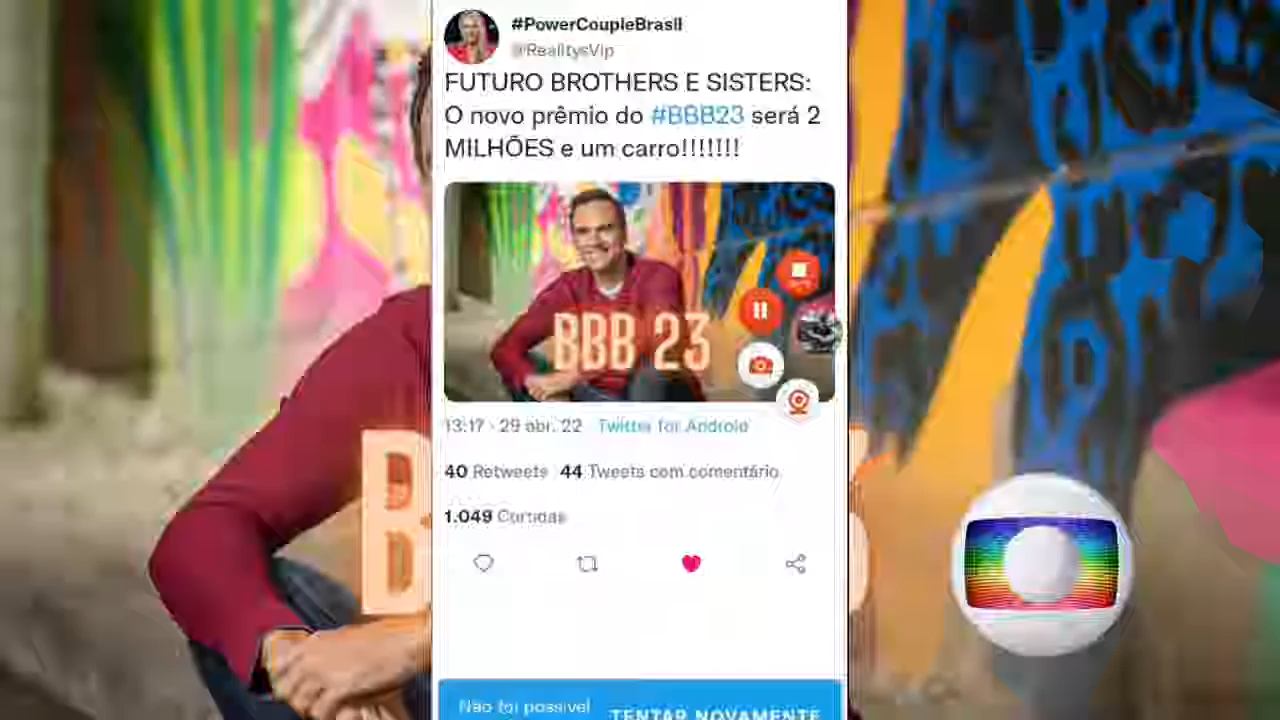 #PowerCoupleBrasil
@RealitysVip
FUTURO BROTHERS E SISTERS:
O novo prêmio do #BBB23 será 2
MILHÕES e um carro!!!!!!!
BBB 23
13:17 · 29 abr. 22 · Twitter for Android
40 Retweets 44 Tweets com comentário
1.049 Curtidas
Não foi possível
TENTAR NOVAMENTE